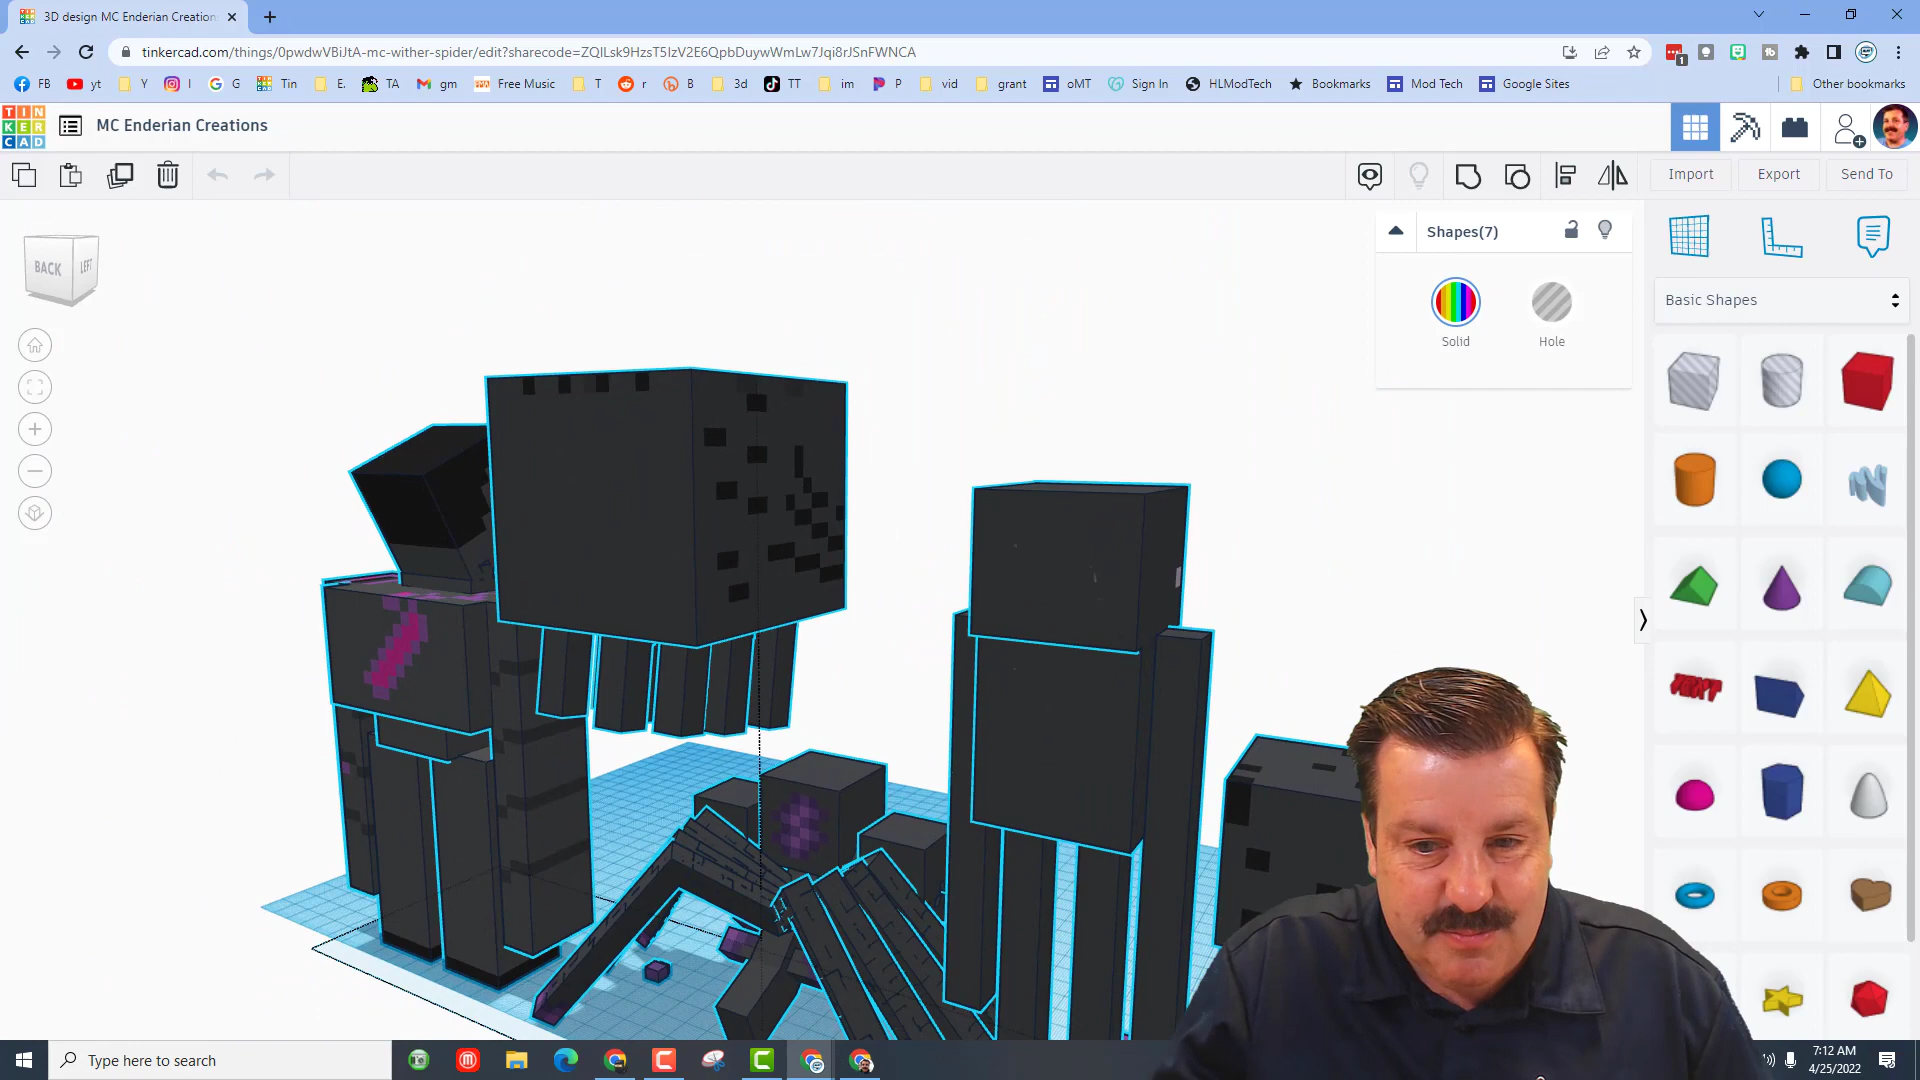 3D design MC Enderian Creations
tinkercad.com/things/0pwdwVBiJtA-mc-wither-spider/edit?sharecode=ZQILsk9HzsT5IzV2E6QpbDuywWmLw7Jqi8rJSnFWNCA
FB yt Y I G Tin E. TA gm Free Music T r B 3d TT im P vid grant oMT Sign In HLModTech Bookmarks Mod Tech Google Sites Other bookmarks
TIN
KER
CAD
MC Enderian Creations
Import Export Send To
BACK LEFT
Shapes(7)
Solid Hole
Basic Shapes
TEXT
Type here to search
7:12 AM
4/25/2022
1